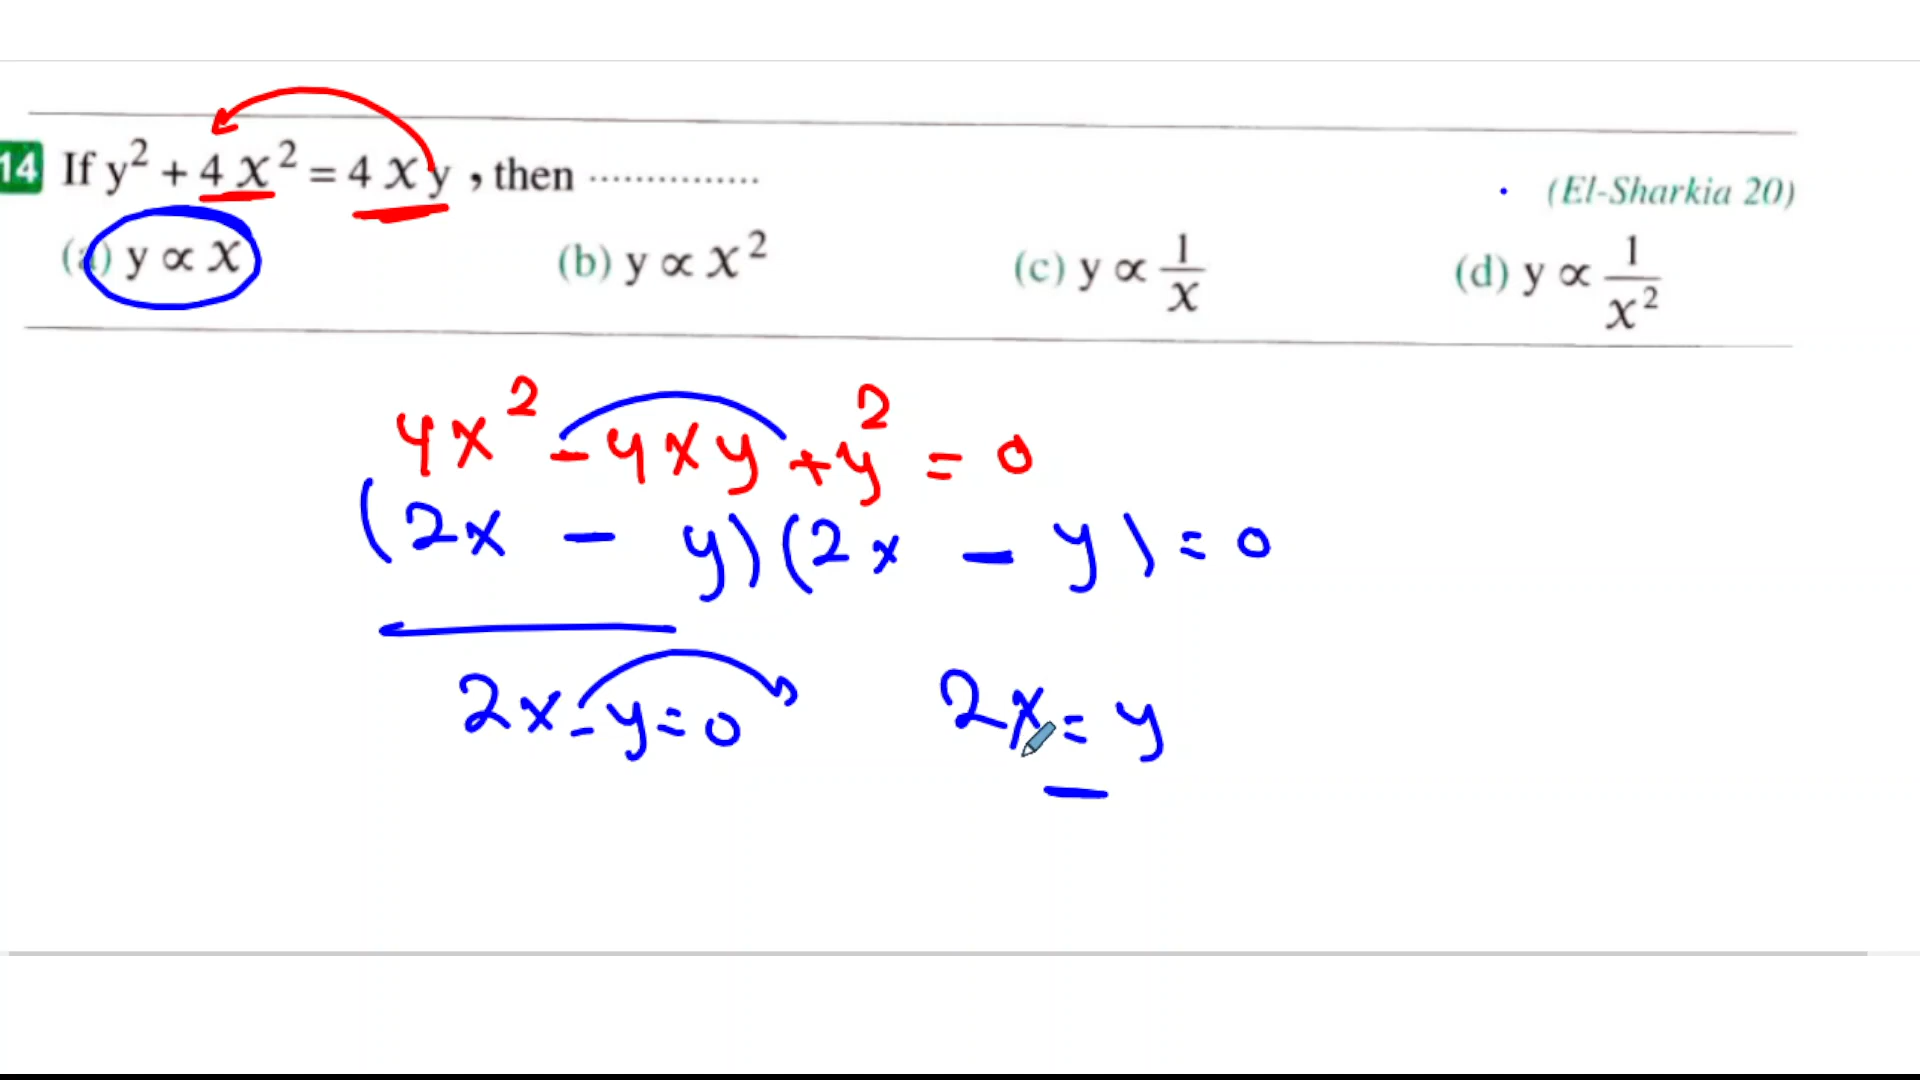 14 If y² + 4 x² = 4 x y , then ...............
(El-Sharkia 20)
(a) y ∝ x (b) y ∝ x² (c) y ∝ 1/x (d) y ∝ 1/x²
4x² - 4xy + y² = 0
(2x - y)(2x - y) = 0
2x - y = 0 2x = y